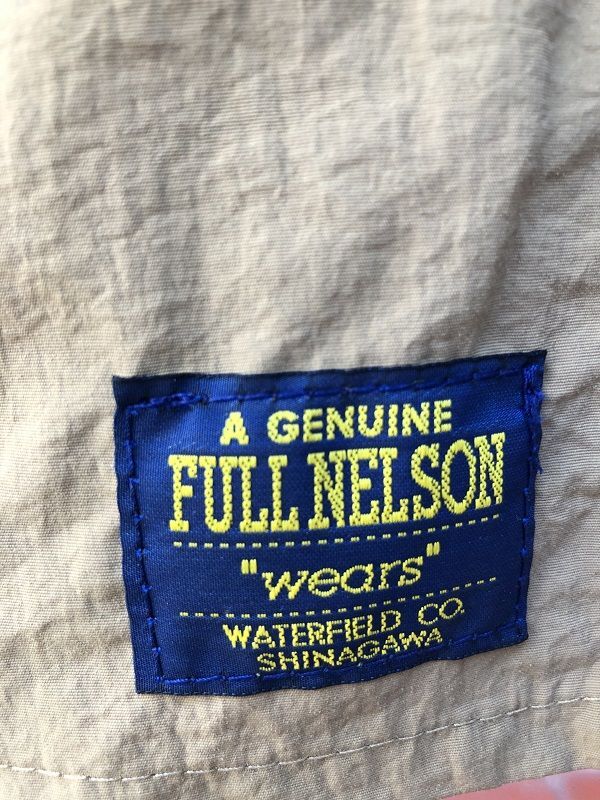 A GENUINE
FULL NELSON
"wears"
WATERFIELD CO.
SHINAGAWA